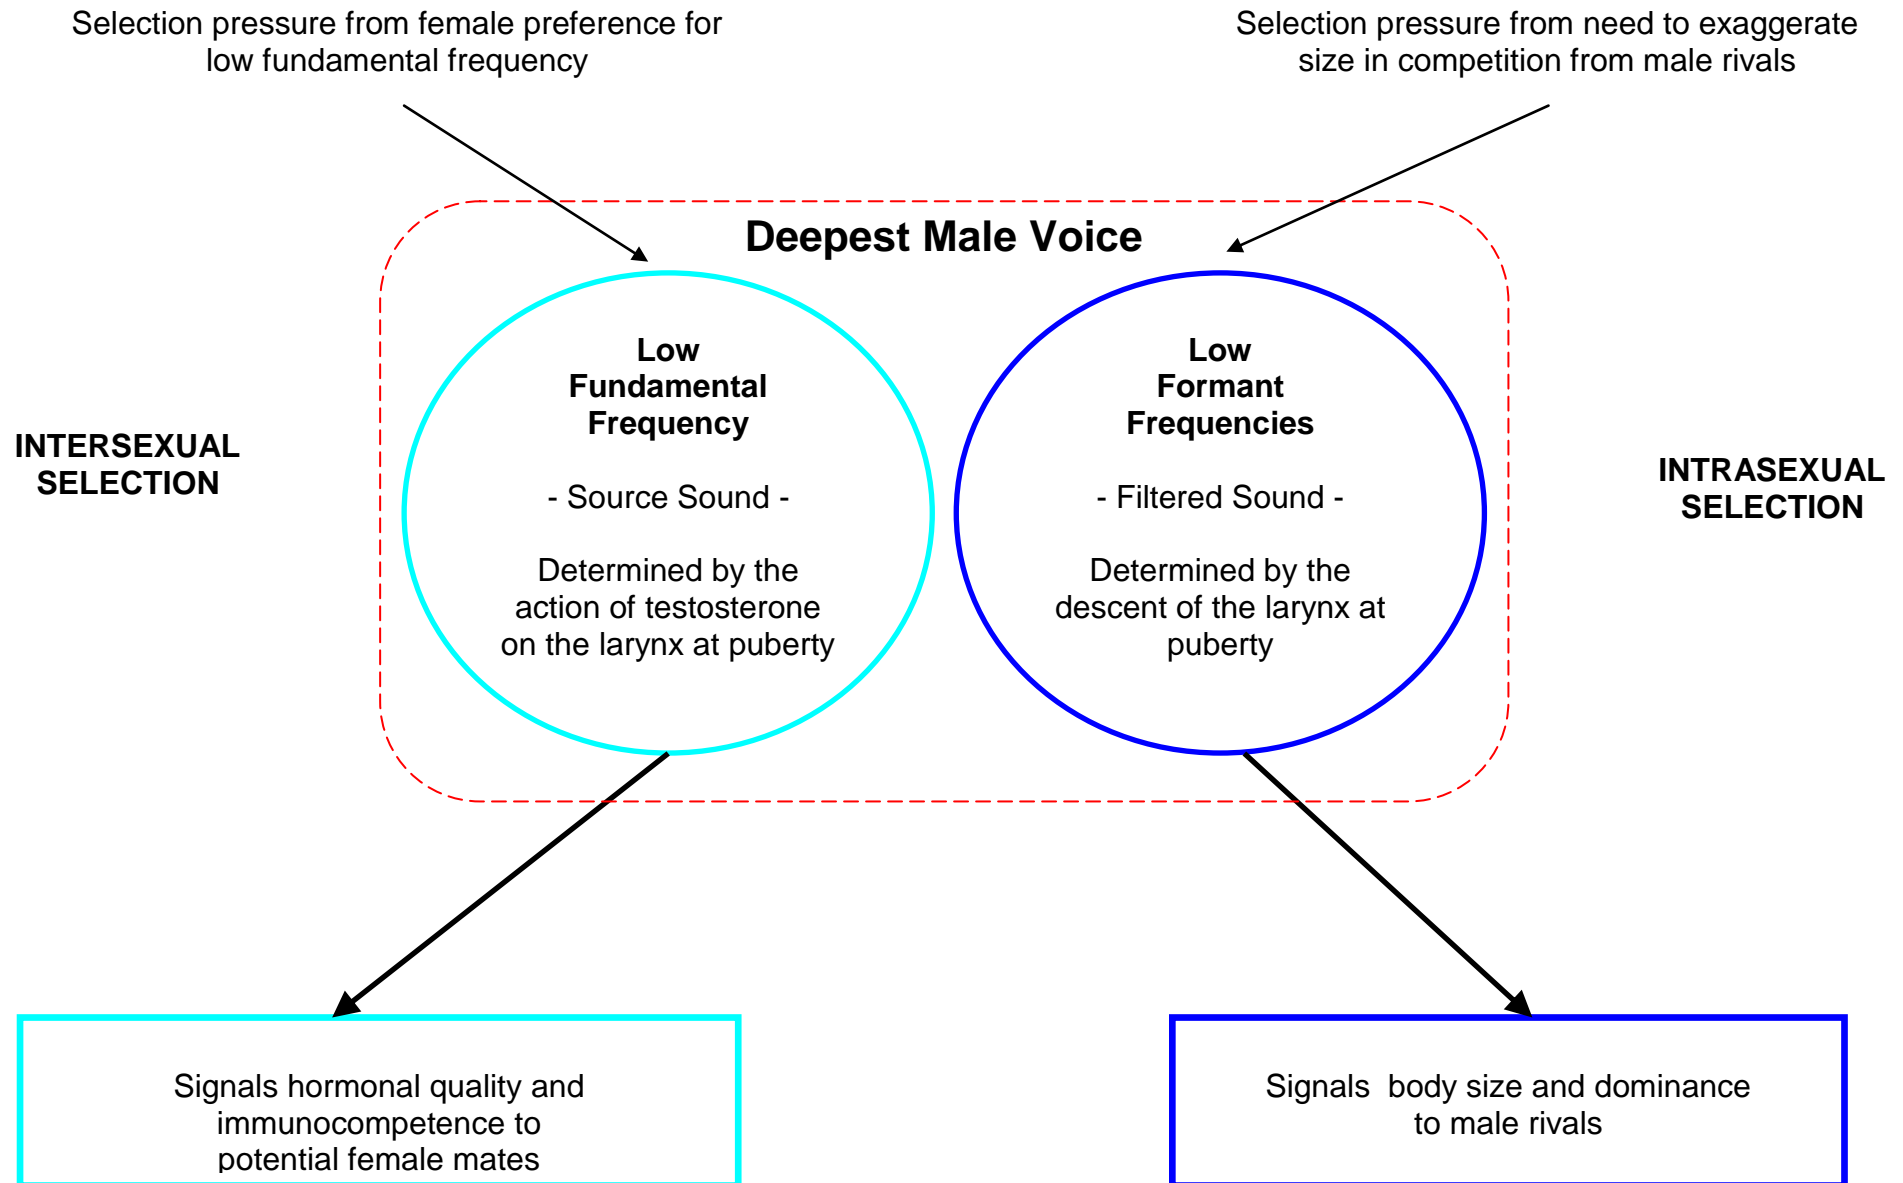 Selection pressure from female preference for
low fundamental frequency
Selection pressure from need to exaggerate
size in competition from male rivals
Deepest Male Voice
INTERSEXUAL
SELECTION
Low
Fundamental
Frequency
- Source Sound -
Determined by the
action of testosterone
on the larynx at puberty
Low
Formant
Frequencies
- Filtered Sound -
Determined by the
descent of the larynx at
puberty
INTRASEXUAL
SELECTION
Signals hormonal quality and
immunocompetence to
potential female mates
Signals  body size and dominance
to male rivals